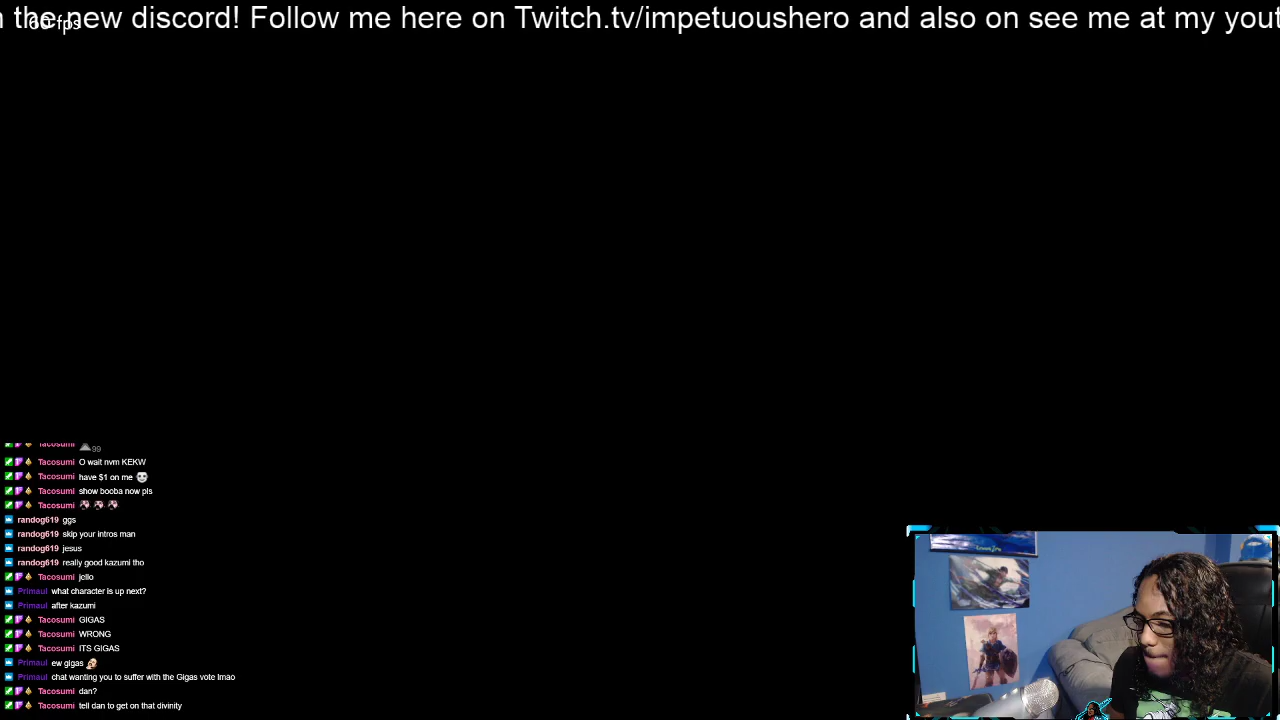 n the new discord! Follow me here on Twitch.tv/impetuoushero and also on see me at my yout
60 fps
Tacosumi 99
Tacosumi O wait nvm KEKW
Tacosumi have $1 on me
Tacosumi show booba now pls
Tacosumi
randog619 ggs
randog619 skip your intros man
randog619 jesus
randog619 really good kazumi tho
Tacosumi jello
Primaul what character is up next?
Primaul after kazumi
Tacosumi GIGAS
Tacosumi WRONG
Tacosumi ITS GIGAS
Primaul ew gigas
Primaul chat wanting you to suffer with the Gigas vote lmao
Tacosumi dan?
Tacosumi tell dan to get on that divinity